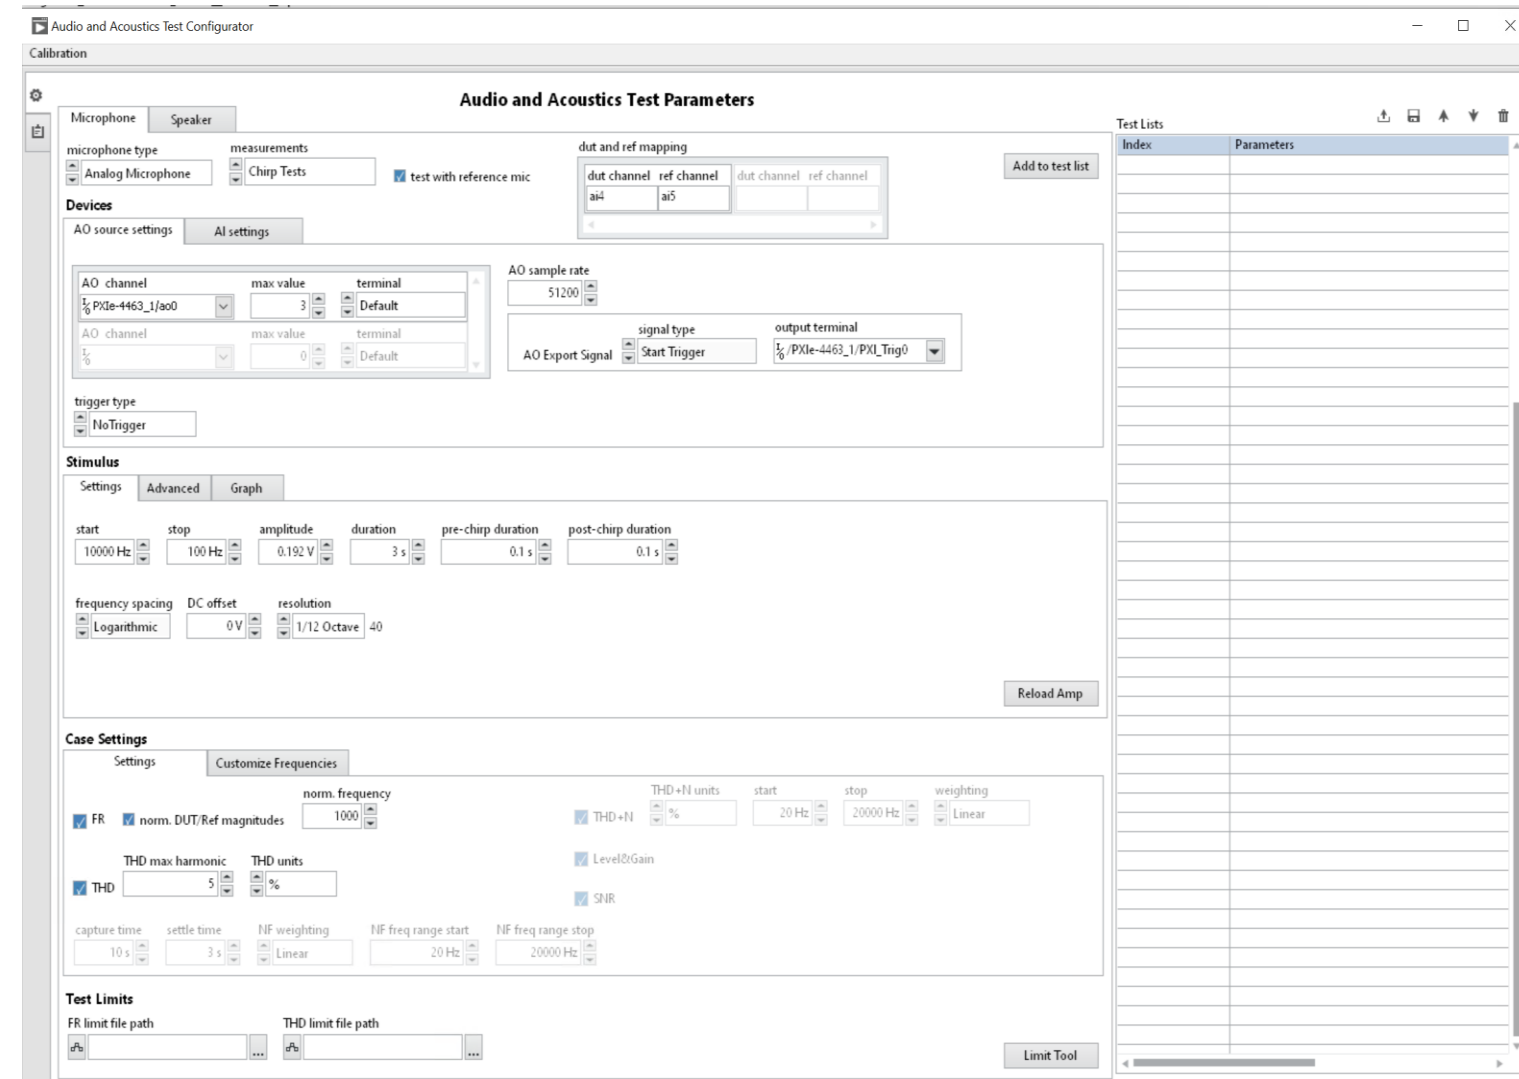 Audio and Acoustics Test Configurator
Calibration
Audio and Acoustics Test Parameters
Microphone Speaker
Test Lists
Index Parameters
microphone type measurements dut and ref mapping
Analog Microphone Chirp Tests test with reference mic
dut channel ref channel dut channel ref channel
ai4 ai5
Add to test list
Devices
AO source settings AI settings
AO channel max value terminal
PXIe-4463_1/ao0 3 Default
AO channel max value terminal
0 Default
AO sample rate
51200
signal type output terminal
AO Export Signal Start Trigger /PXIe-4463_1/PXI_Trig0
trigger type
NoTrigger
Stimulus
Settings Advanced Graph
start stop amplitude duration pre-chirp duration post-chirp duration
10000 Hz 100 Hz 0.192 V 3 s 0.1 s 0.1 s
frequency spacing DC offset resolution
Logarithmic 0 V 1/12 Octave 40
Reload Amp
Case Settings
Settings Customize Frequencies
norm. frequency
FR norm. DUT/Ref magnitudes 1000
THD+N units start stop weighting
THD+N % 20 Hz 20000 Hz Linear
THD max harmonic THD units
THD 5 %
Level&Gain
SNR
capture time settle time NF weighting NF freq range start NF freq range stop
10 s 3 s Linear 20 Hz 20000 Hz
Test Limits
FR limit file path THD limit file path
... ...
Limit Tool